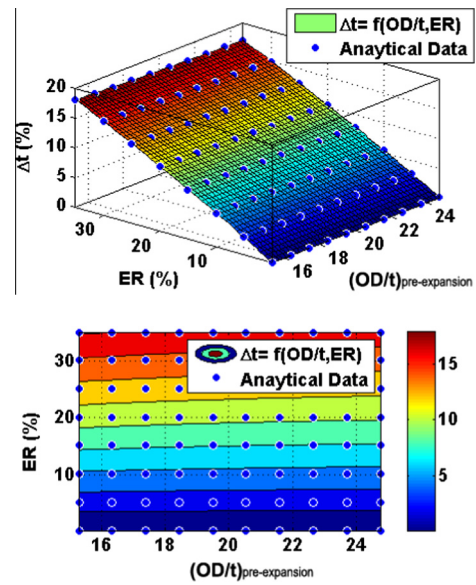 Δt= f(OD/t,ER)
Anaytical Data
20
15
10
5
0
Δt (%)
30
20
10
ER (%)
16
18
20
22
24
(OD/t)pre-expansion
Δt= f(OD/t,ER)
Anaytical Data
30
20
10
ER (%)
16 18 20 22 24
(OD/t)pre-expansion
15
10
5